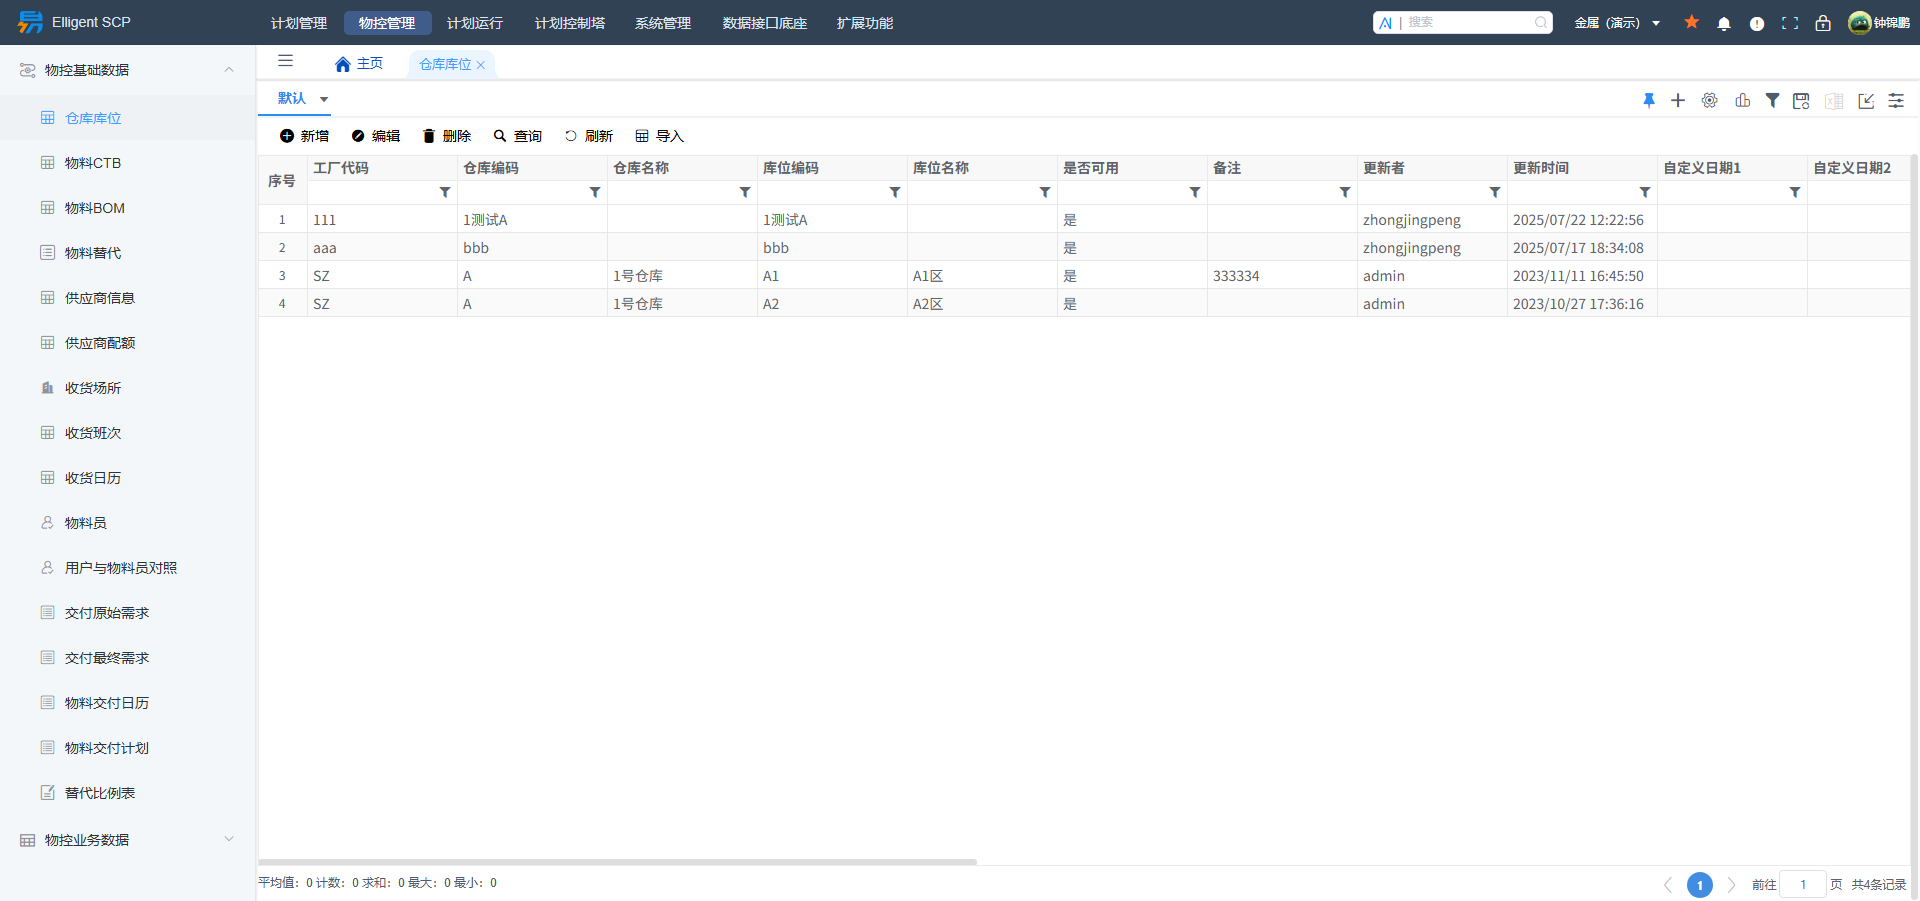 易 Elligent SCP 计划管理 物控管理 计划运行 计划控制塔 系统管理 数据接口底座 扩展功能 AI | 搜索 金属（演示） 钟锦鹏
物控基础数据
仓库库位
物料CTB
物料BOM
物料替代
供应商信息
供应商配额
收货场所
收货班次
收货日历
物料员
用户与物料员对照
交付原始需求
交付最终需求
物料交付日历
物料交付计划
替代比例表
物控业务数据
主页 仓库库位
默认
新增 编辑 删除 查询 刷新 导入
序号 工厂代码 仓库编码 仓库名称 库位编码 库位名称 是否可用 备注 更新者 更新时间 自定义日期1 自定义日期2
1 111 1测试A 1测试A 是 zhongjingpeng 2025/07/22 12:22:56
2 aaa bbb bbb 是 zhongjingpeng 2025/07/17 18:34:08
3 SZ A 1号仓库 A1 A1区 是 333334 admin 2023/11/11 16:45:50
4 SZ A 1号仓库 A2 A2区 是 admin 2023/10/27 17:36:16
平均值：0 计数：0 求和：0 最大：0 最小：0
1 前往 1 页 共4条记录